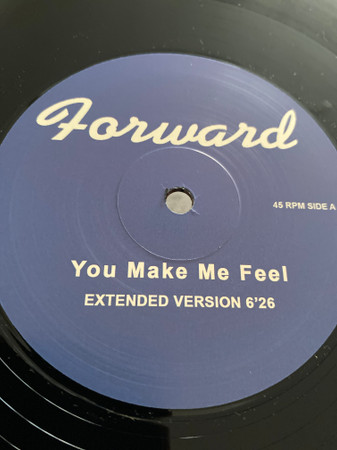 Forward
45 RPM SIDE A
You Make Me Feel
EXTENDED VERSION 6'26